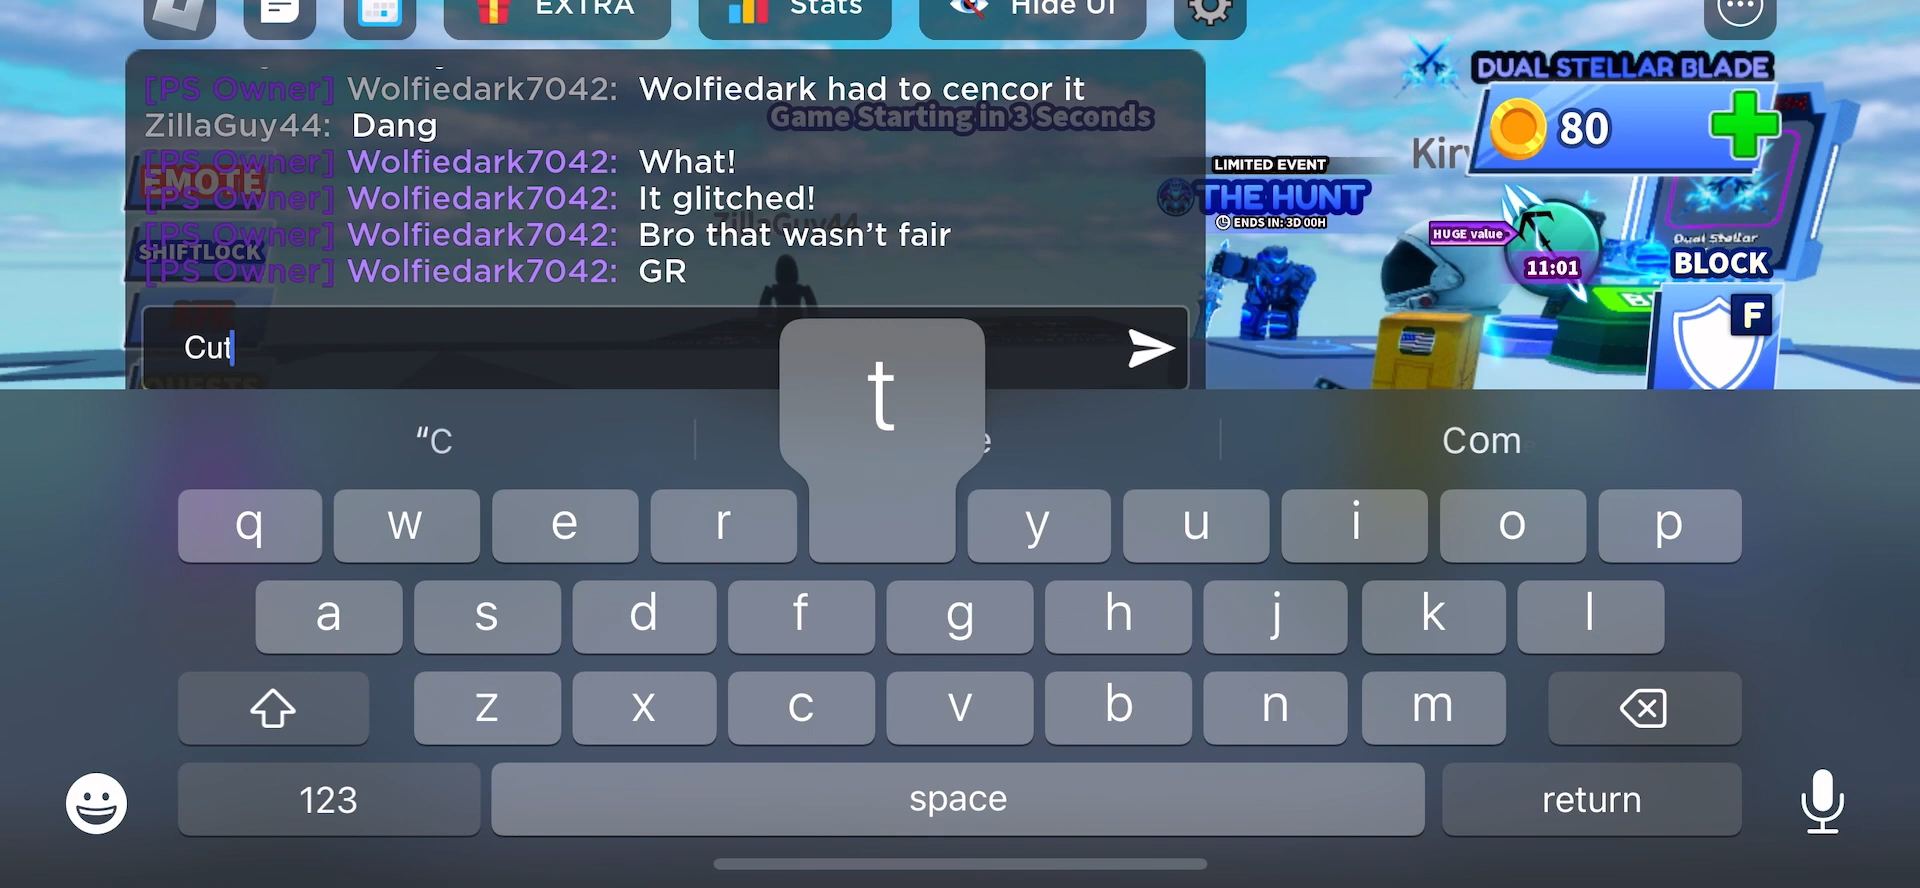 EXTRA
Stats
Hide UI
[PS Owner] Wolfiedark7042: Wolfiedark had to cencor it
ZillaGuy44: Dang
[PS Owner] Wolfiedark7042: What!
[PS Owner] Wolfiedark7042: It glitched!
[PS Owner] Wolfiedark7042: Bro that wasn't fair
[PS Owner] Wolfiedark7042: GR
Game Starting in 3 Seconds
ZillaGuy44
EMOTE
SHIFTLOCK
QUESTS
Cut
DUAL STELLAR BLADE
80
LIMITED EVENT
THE HUNT
ENDS IN: 3D 00H
HUGE value
11:01
Dual Stellar
BLOCK
F
t
"C
Com
q w e r y u i o p
a s d f g h j k l
z x c v b n m
123 space return